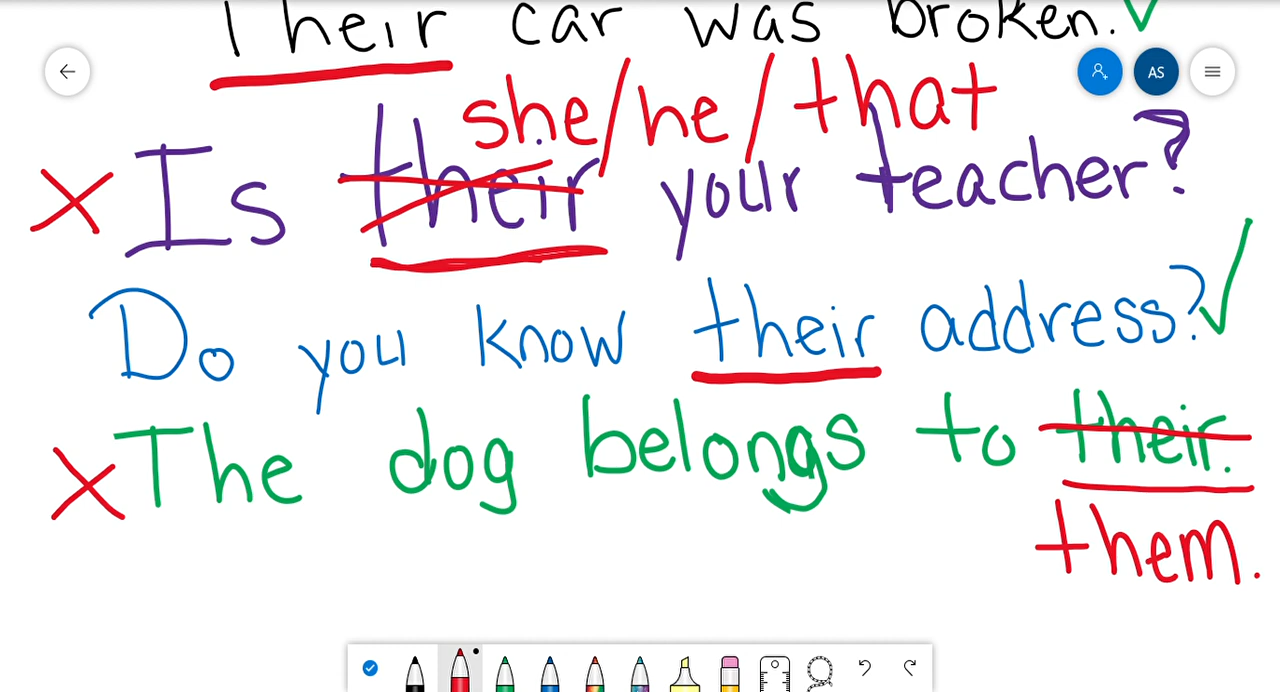 Their car was broken.
AS
she/he/that
Is their your teacher?
Do you know their address?
The dog belongs to their.
them.